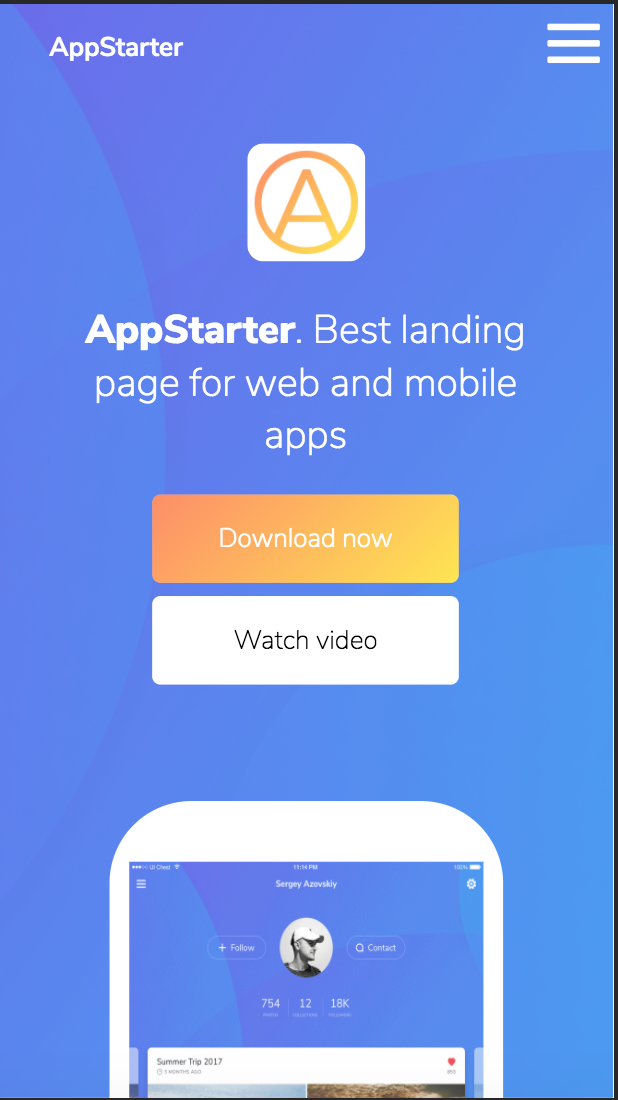 AppStarter
A
AppStarter. Best landing
page for web and mobile
apps
Download now
Watch video
UI Chest 11:14 PM 100%
Sergey Azovskiy
Follow
Contact
754 12 18K
PHOTOS COLLECTIONS FOLLOWERS
Summer Trip 2017
3 MONTHS AGO